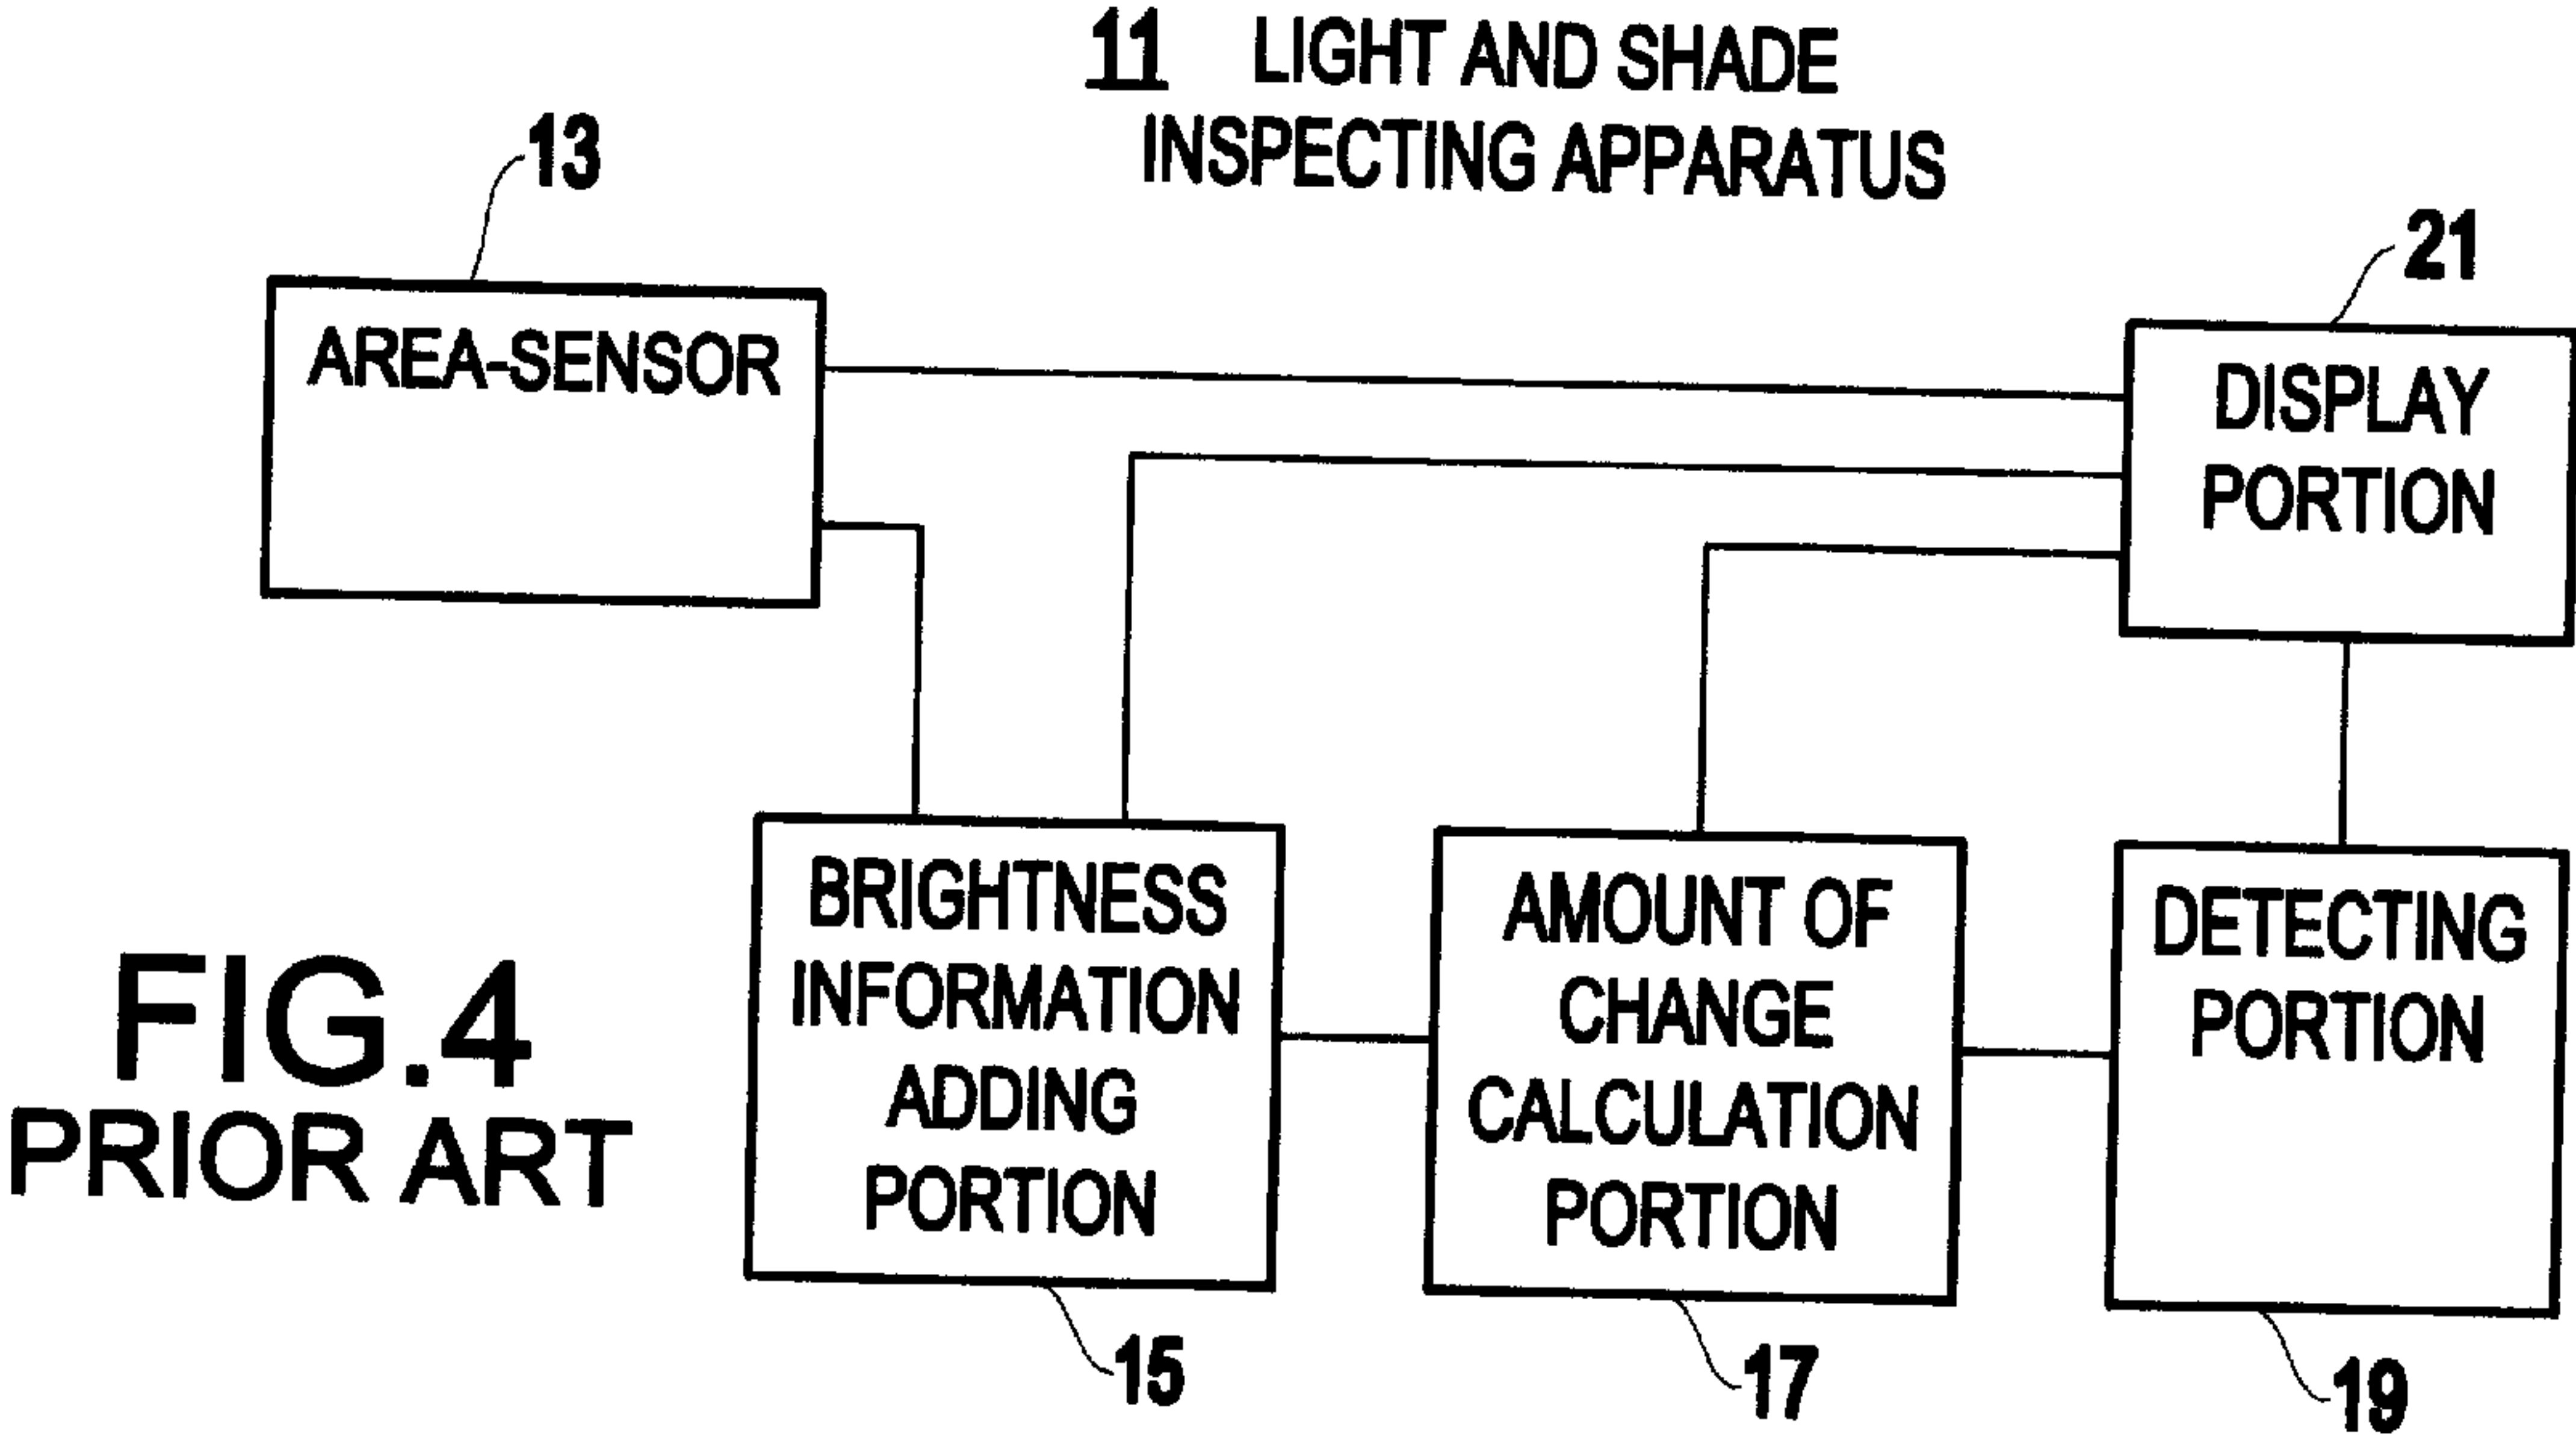 11 LIGHT AND SHADE
INSPECTING APPARATUS
13
21
AREA-SENSOR
DISPLAY
PORTION
BRIGHTNESS
INFORMATION
ADDING
PORTION
AMOUNT OF
CHANGE
CALCULATION
PORTION
DETECTING
PORTION
FIG.4
PRIOR ART
15
17
19